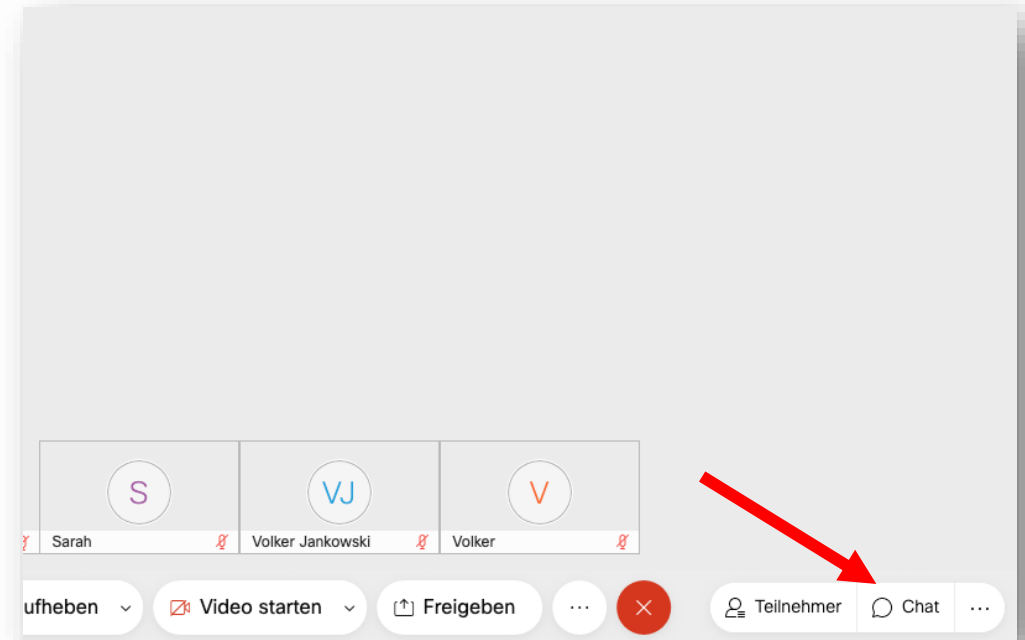 S
VJ
V
Sarah
Volker Jankowski
Volker
ufheben
Video starten
Freigeben
...
Teilnehmer
Chat
...